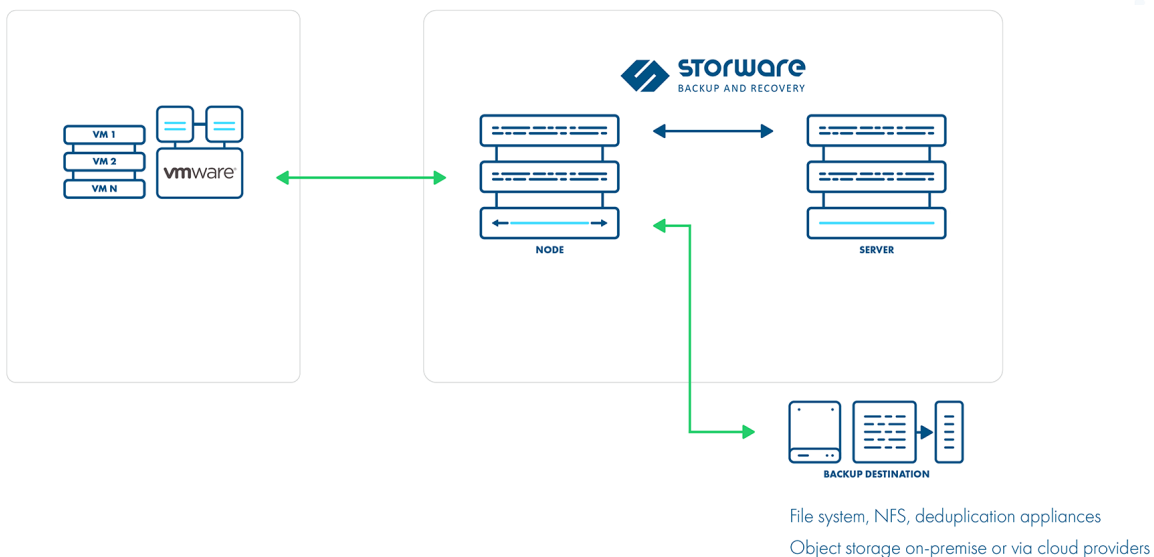 STORWARE
BACKUP AND RECOVERY
VM 1
VM 2
VM N
vmware®
NODE
SERVER
BACKUP DESTINATION
File system, NFS, deduplication appliances
Object storage on-premise or via cloud providers